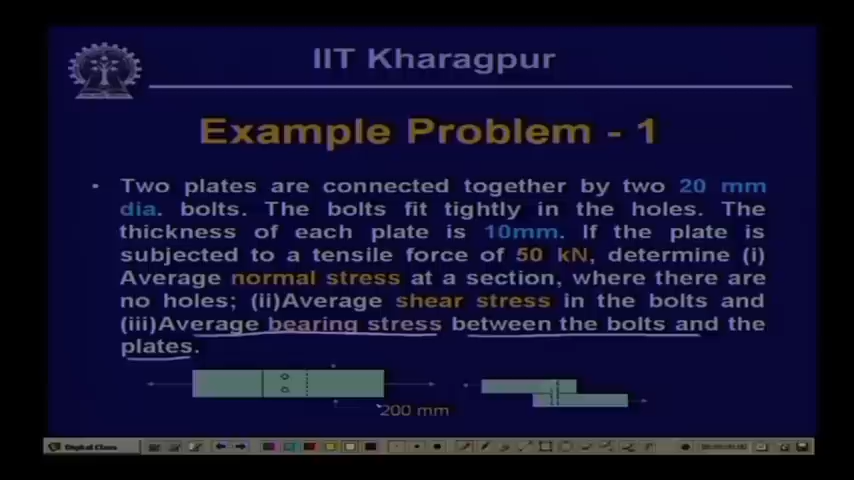 IIT Kharagpur
Example Problem - 1
• Two plates are connected together by two 20 mm
dia. bolts. The bolts fit tightly in the holes. The
thickness of each plate is 10mm. If the plate is
subjected to a tensile force of 50 kN, determine (i)
Average normal stress at a section, where there are
no holes; (ii)Average shear stress in the bolts and
(iii)Average bearing stress between the bolts and the
plates.
200 mm
Digital Class